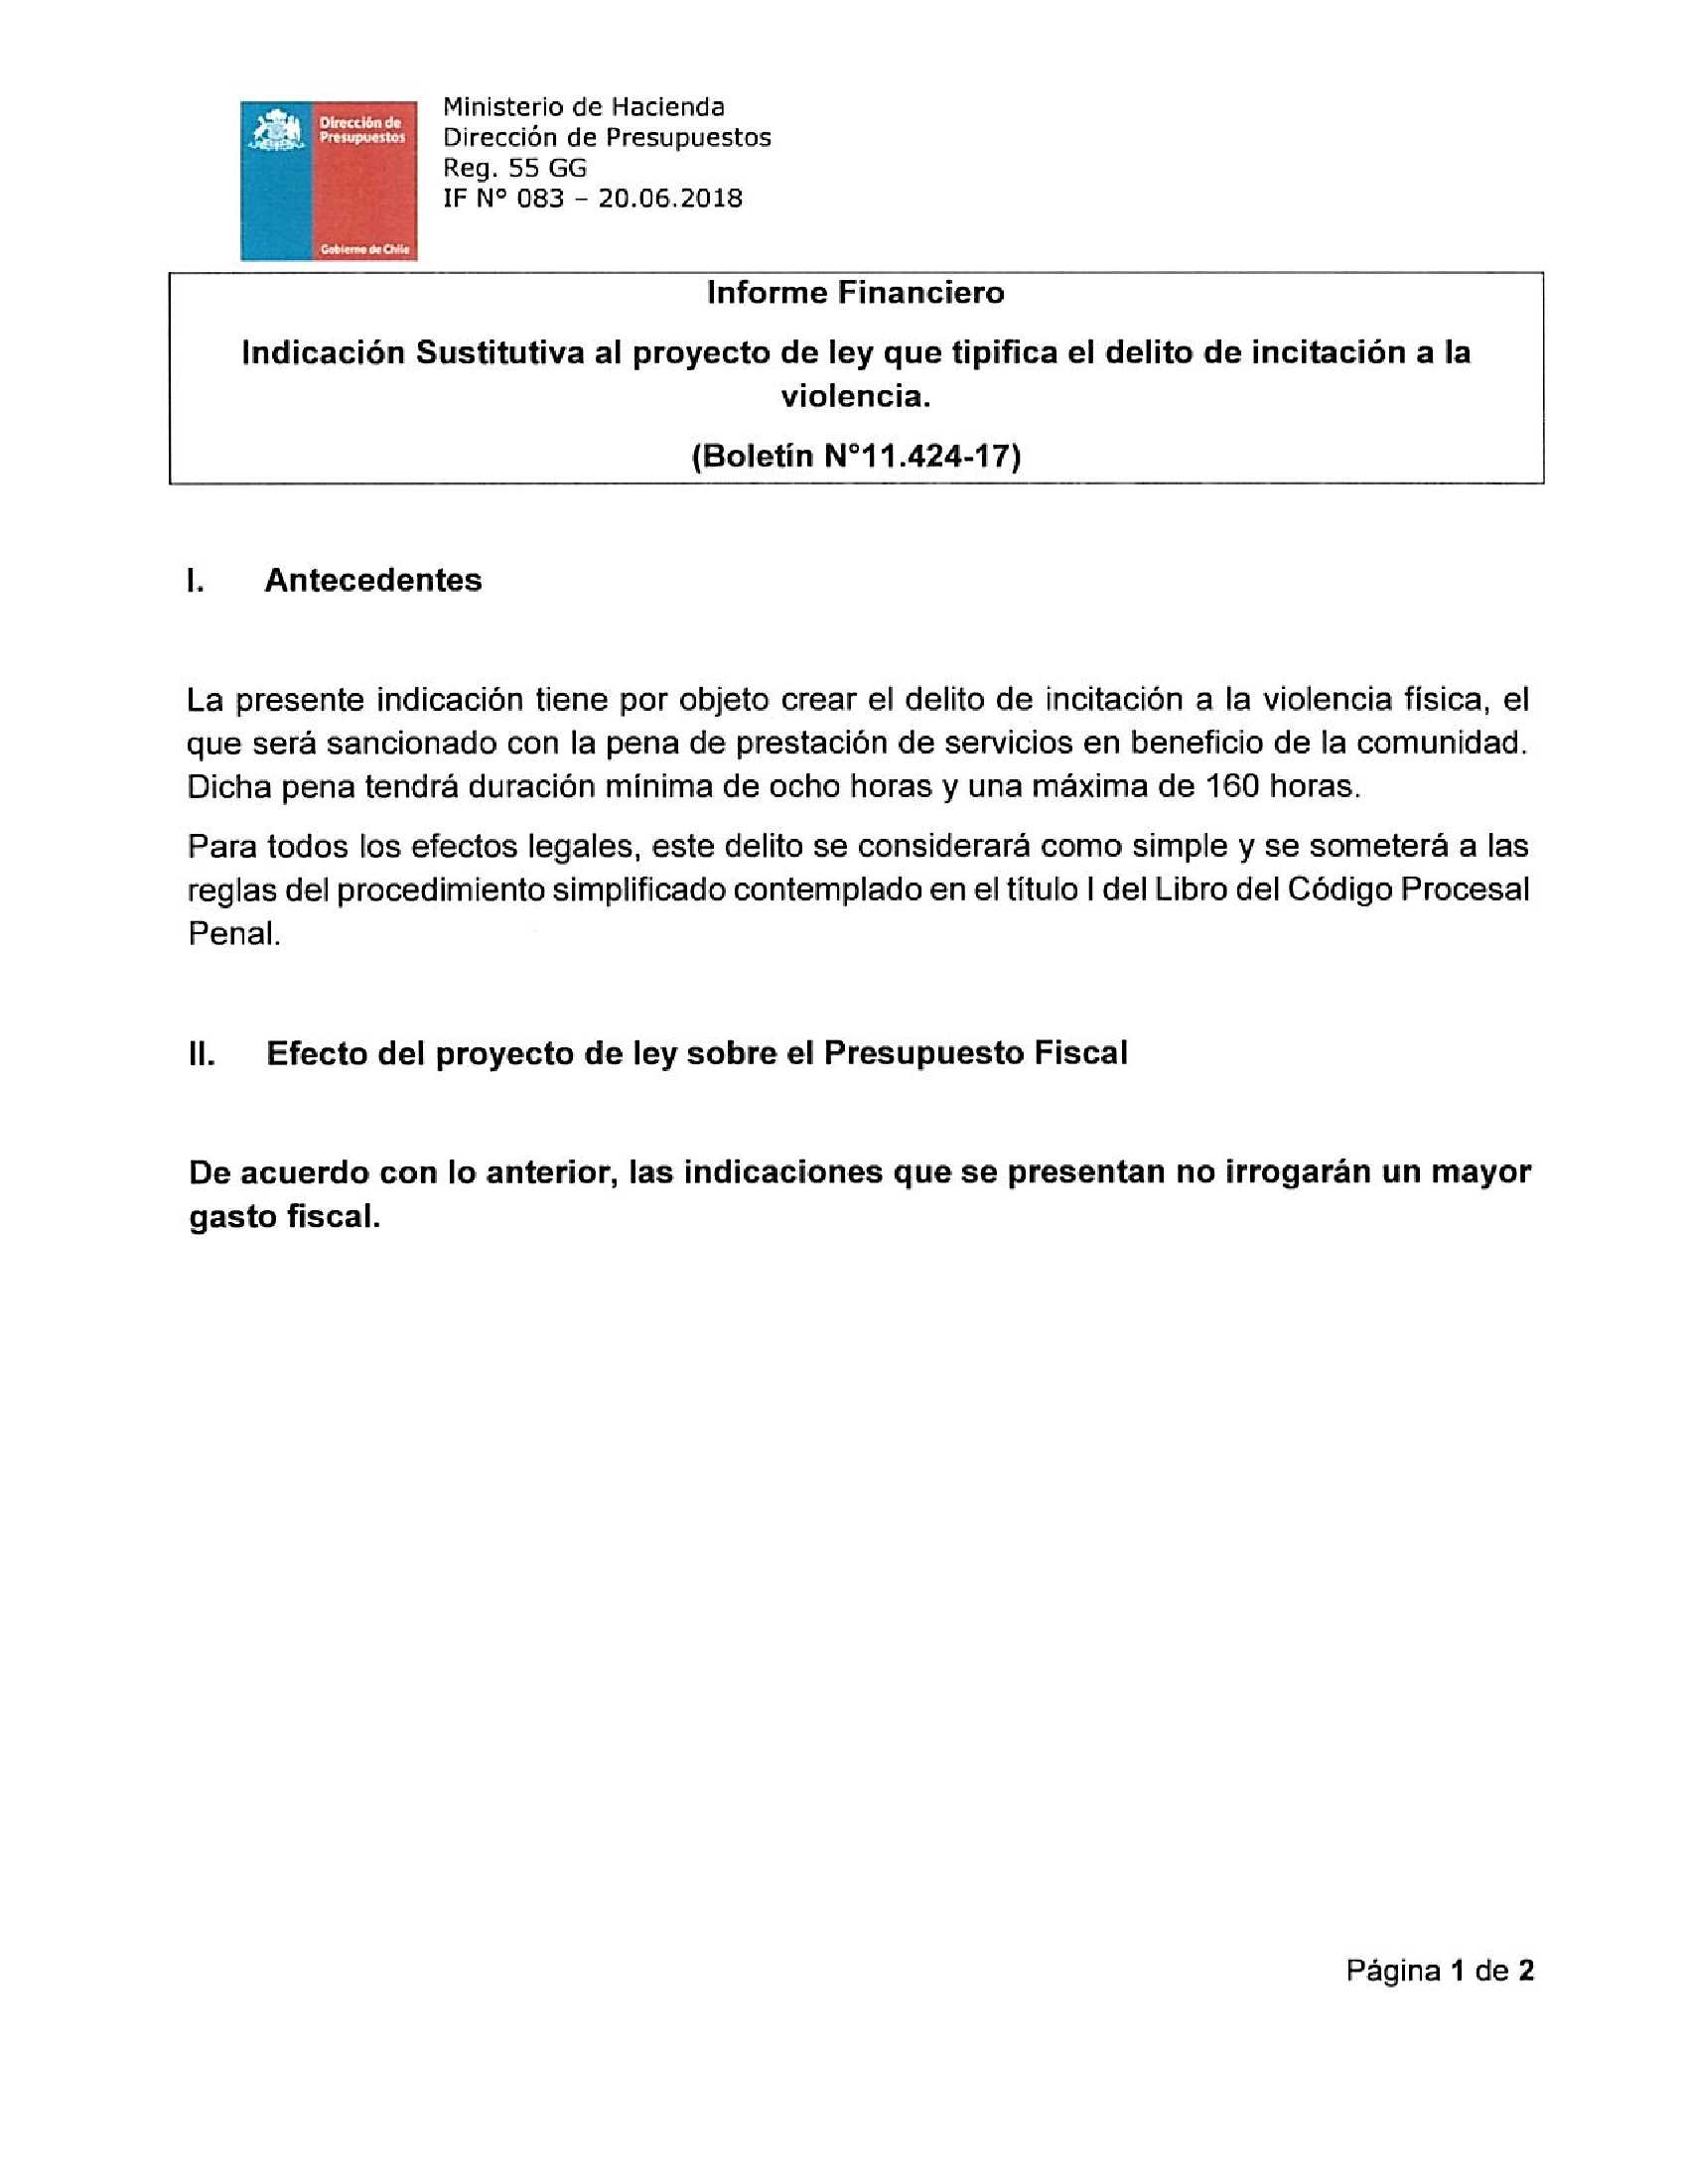 Dirección de
Presupuestos
Gobierno de Chile
Ministerio de Hacienda
Dirección de Presupuestos
Reg. 55 GG
IF Nº 083 – 20.06.2018
Informe Financiero
Indicación Sustitutiva al proyecto de ley que tipifica el delito de incitación a la
violencia.
(Boletín N°11.424-17)
I. Antecedentes
La presente indicación tiene por objeto crear el delito de incitación a la violencia física, el
que será sancionado con la pena de prestación de servicios en beneficio de la comunidad.
Dicha pena tendrá duración mínima de ocho horas y una máxima de 160 horas.
Para todos los efectos legales, este delito se considerará como simple y se someterá a las
reglas del procedimiento simplificado contemplado en el título I del Libro del Código Procesal
Penal.
II. Efecto del proyecto de ley sobre el Presupuesto Fiscal
De acuerdo con lo anterior, las indicaciones que se presentan no irrogarán un mayor
gasto fiscal.
Página 1 de 2